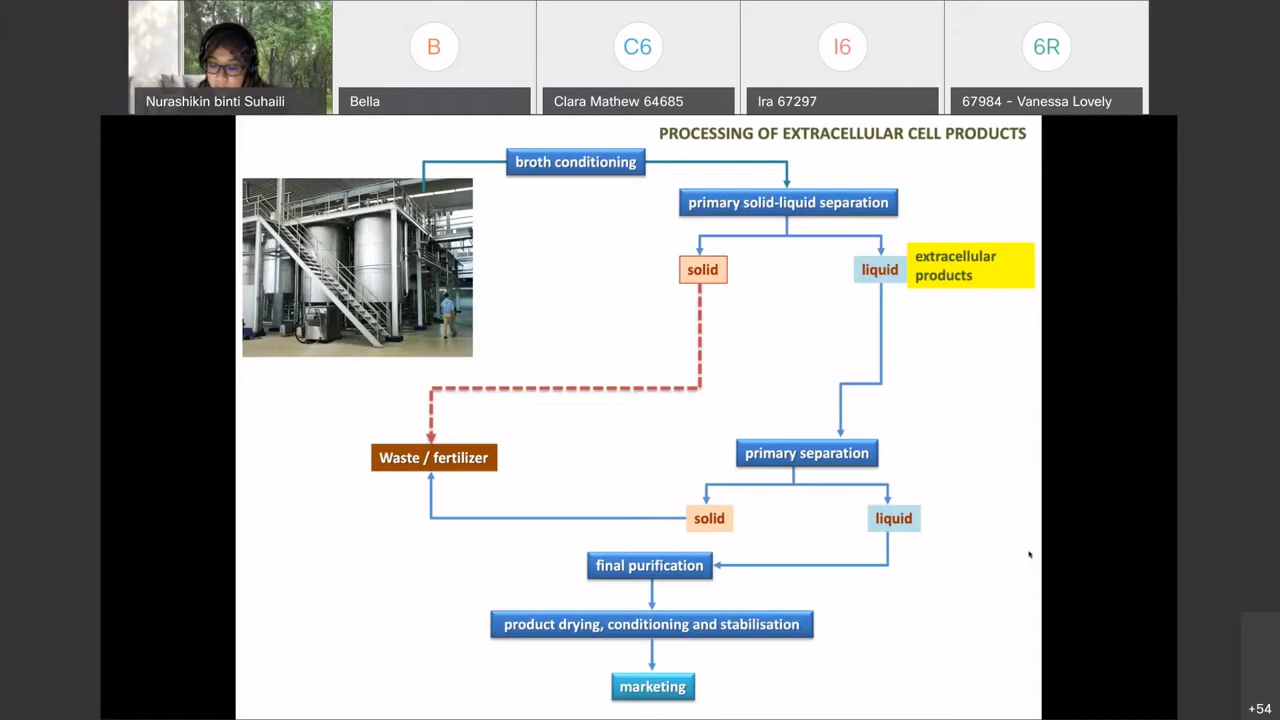 B
C6
I6
6R
Nurashikin binti Suhaili
Bella
Clara Mathew 64685
Ira 67297
67984 - Vanessa Lovely
PROCESSING OF EXTRACELLULAR CELL PRODUCTS
broth conditioning
primary solid-liquid separation
solid
liquid
extracellular
products
Waste / fertilizer
primary separation
solid
liquid
final purification
product drying, conditioning and stabilisation
marketing
+54